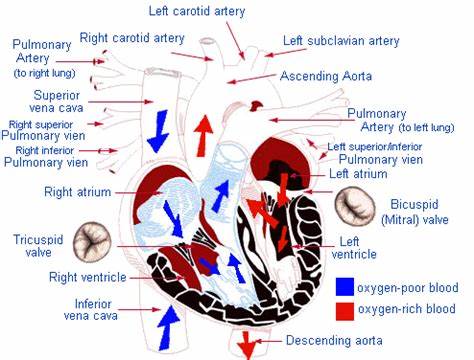 Left carotid artery
Right carotid artery
Left subclavian artery
Pulmonary
Artery
(to right lung)
Ascending Aorta
Superior
vena cava
Pulmonary
Artery (to left lung)
Right superior
Pulmonary vien
Right inferior
Pulmonary vien
Left superior/inferior
Pulmonary vien
Left atrium
Right atrium
Bicuspid
(Mitral) valve
Tricuspid
valve
Left
ventricle
Right ventricle
Inferior
vena cava
oxygen-poor blood
oxygen-rich blood
Descending aorta